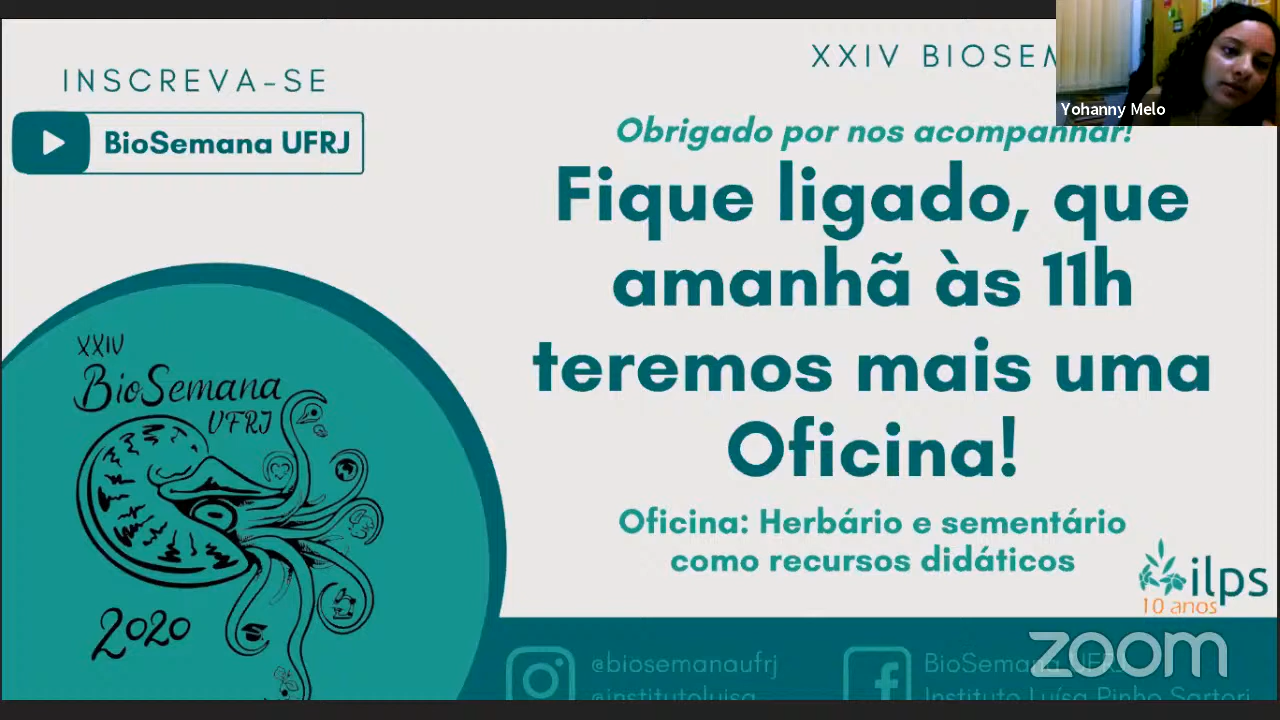 INSCREVA-SE
BioSemana UFRJ
XXIV BIOSEM
Yohanny Melo
Obrigado por nos acompanhar!
Fique ligado, que
amanhã às 11h
teremos mais uma
Oficina!
Oficina: Herbário e sementário
como recursos didáticos
XXIV
BioSemana
UFRJ
2020
ilps
10 anos
zoom
@biosemanaufrj
@institutoluisa
BioSemana UFRJ
Instituto Luísa Pinho Sartori